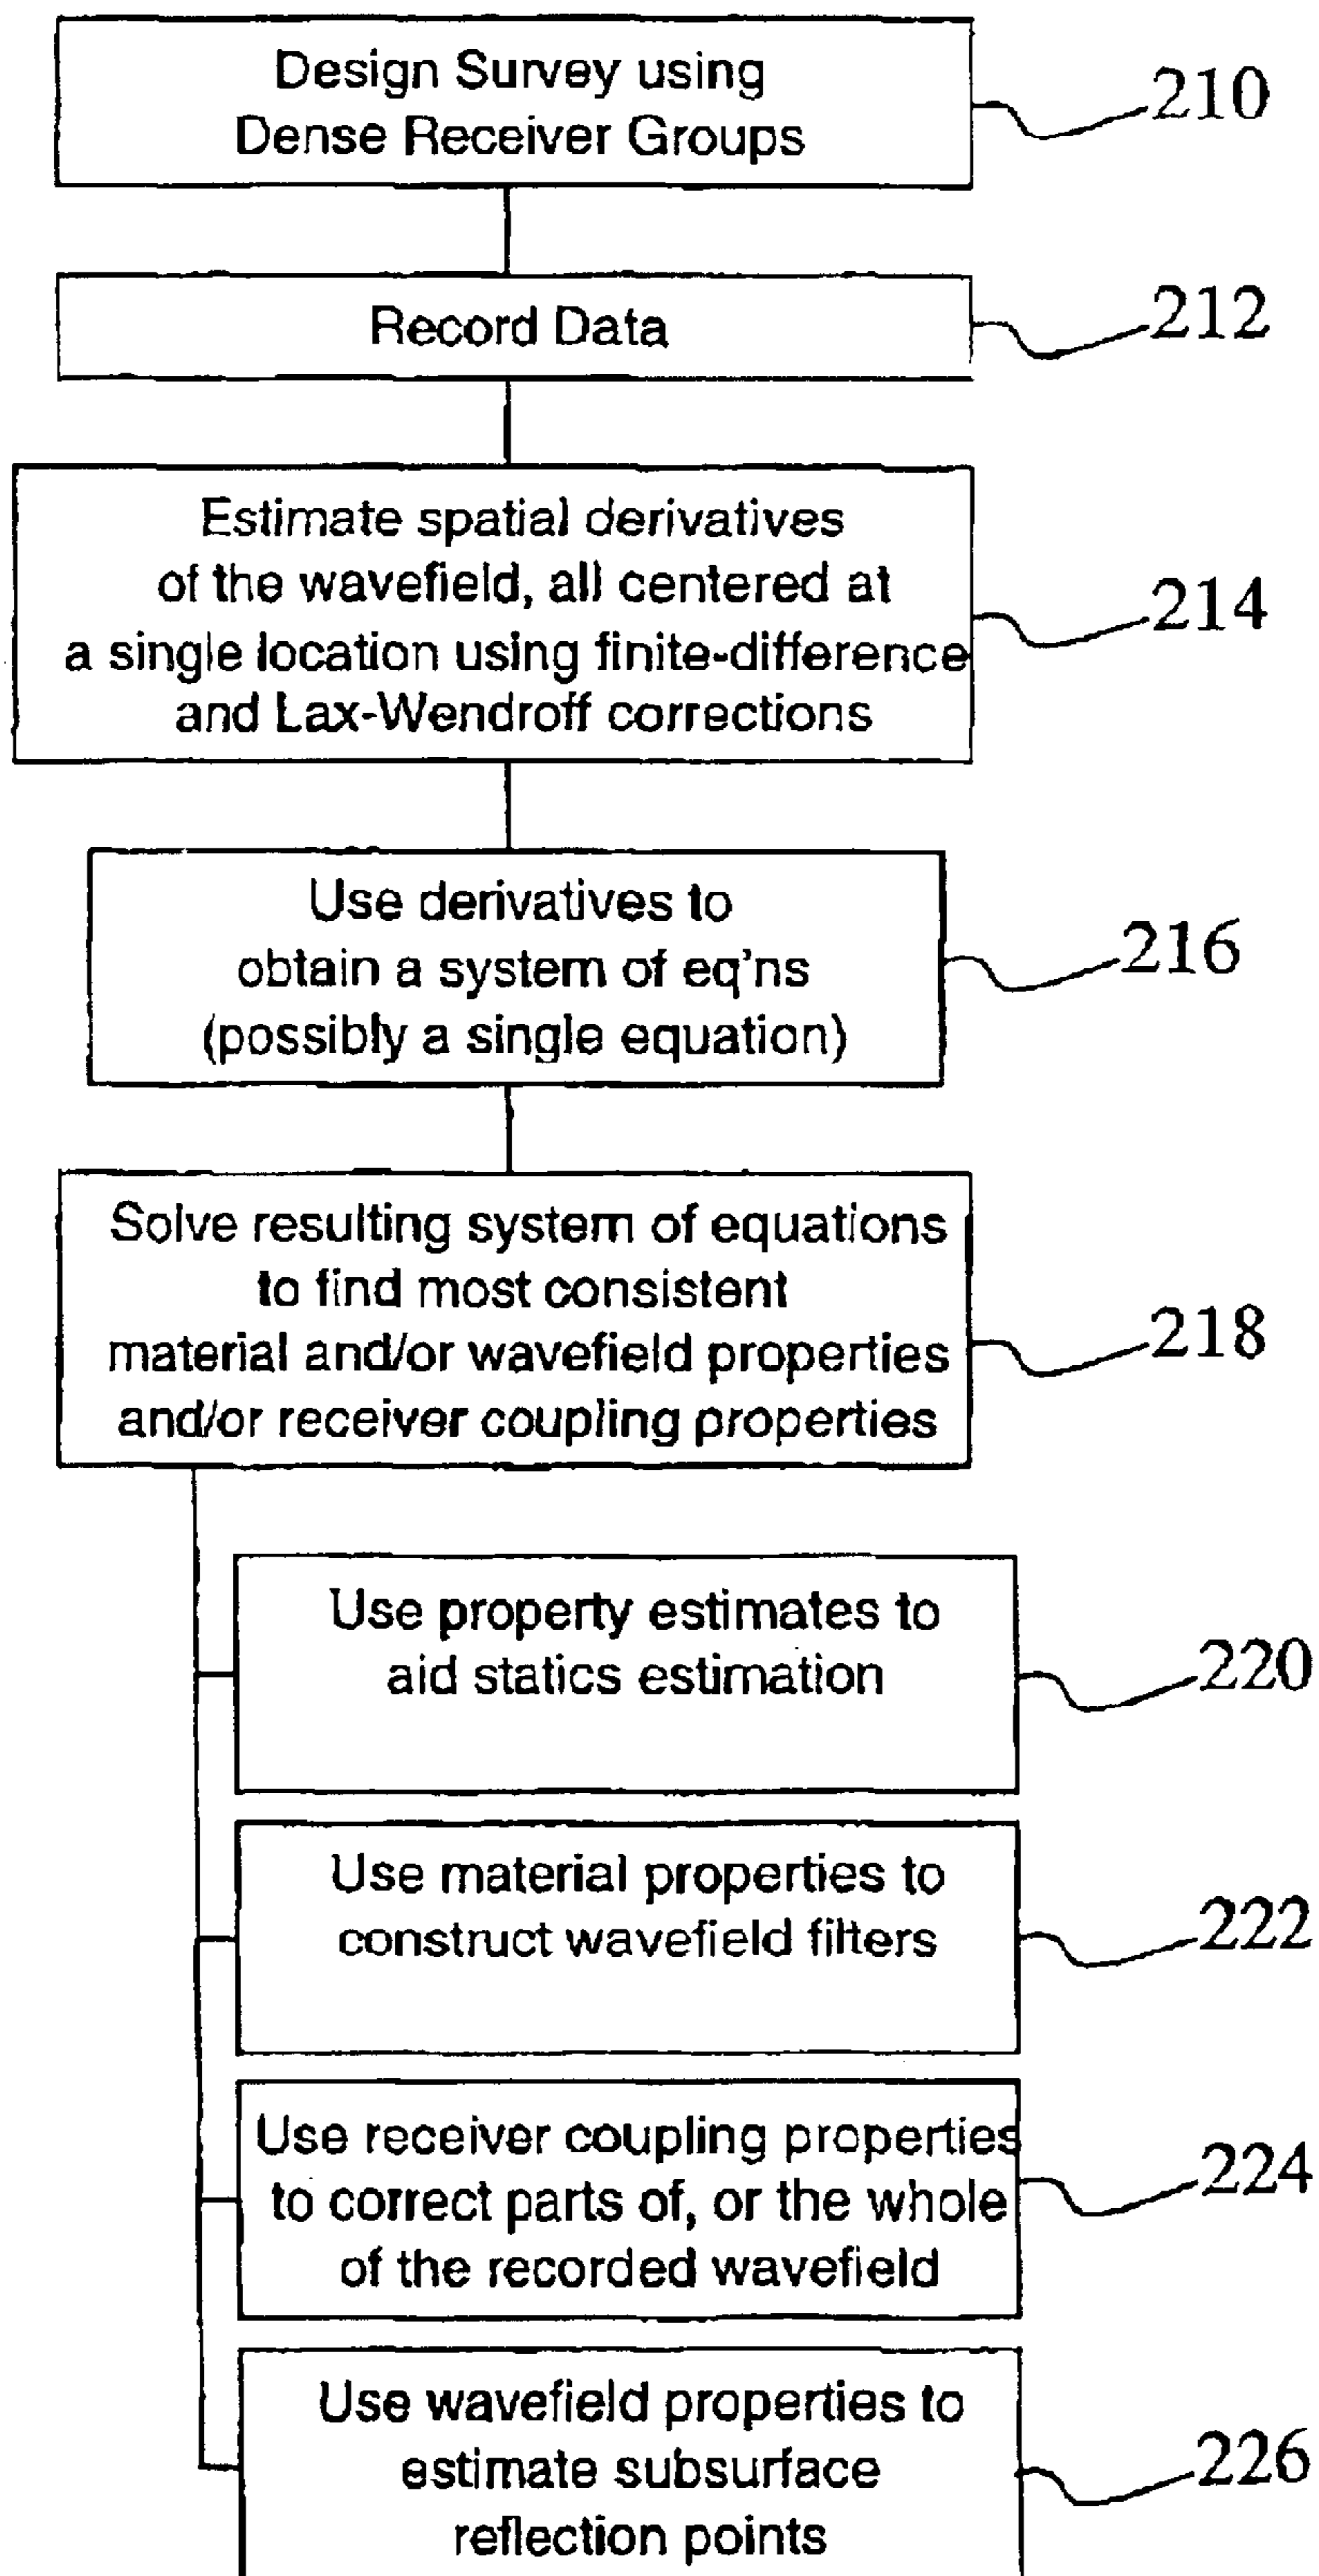 Design Survey using
Dense Receiver Groups
210
Record Data
212
Estimate spatial derivatives
of the wavefield, all centered at
a single location using finite-difference
and Lax-Wendroff corrections
214
Use derivatives to
obtain a system of eq'ns
(possibly a single equation)
216
Solve resulting system of equations
to find most consistent
material and/or wavefield properties
and/or receiver coupling properties
218
Use property estimates to
aid statics estimation
220
Use material properties to
construct wavefield filters
222
Use receiver coupling properties
to correct parts of, or the whole
of the recorded wavefield
224
Use wavefield properties to
estimate subsurface
reflection points
226